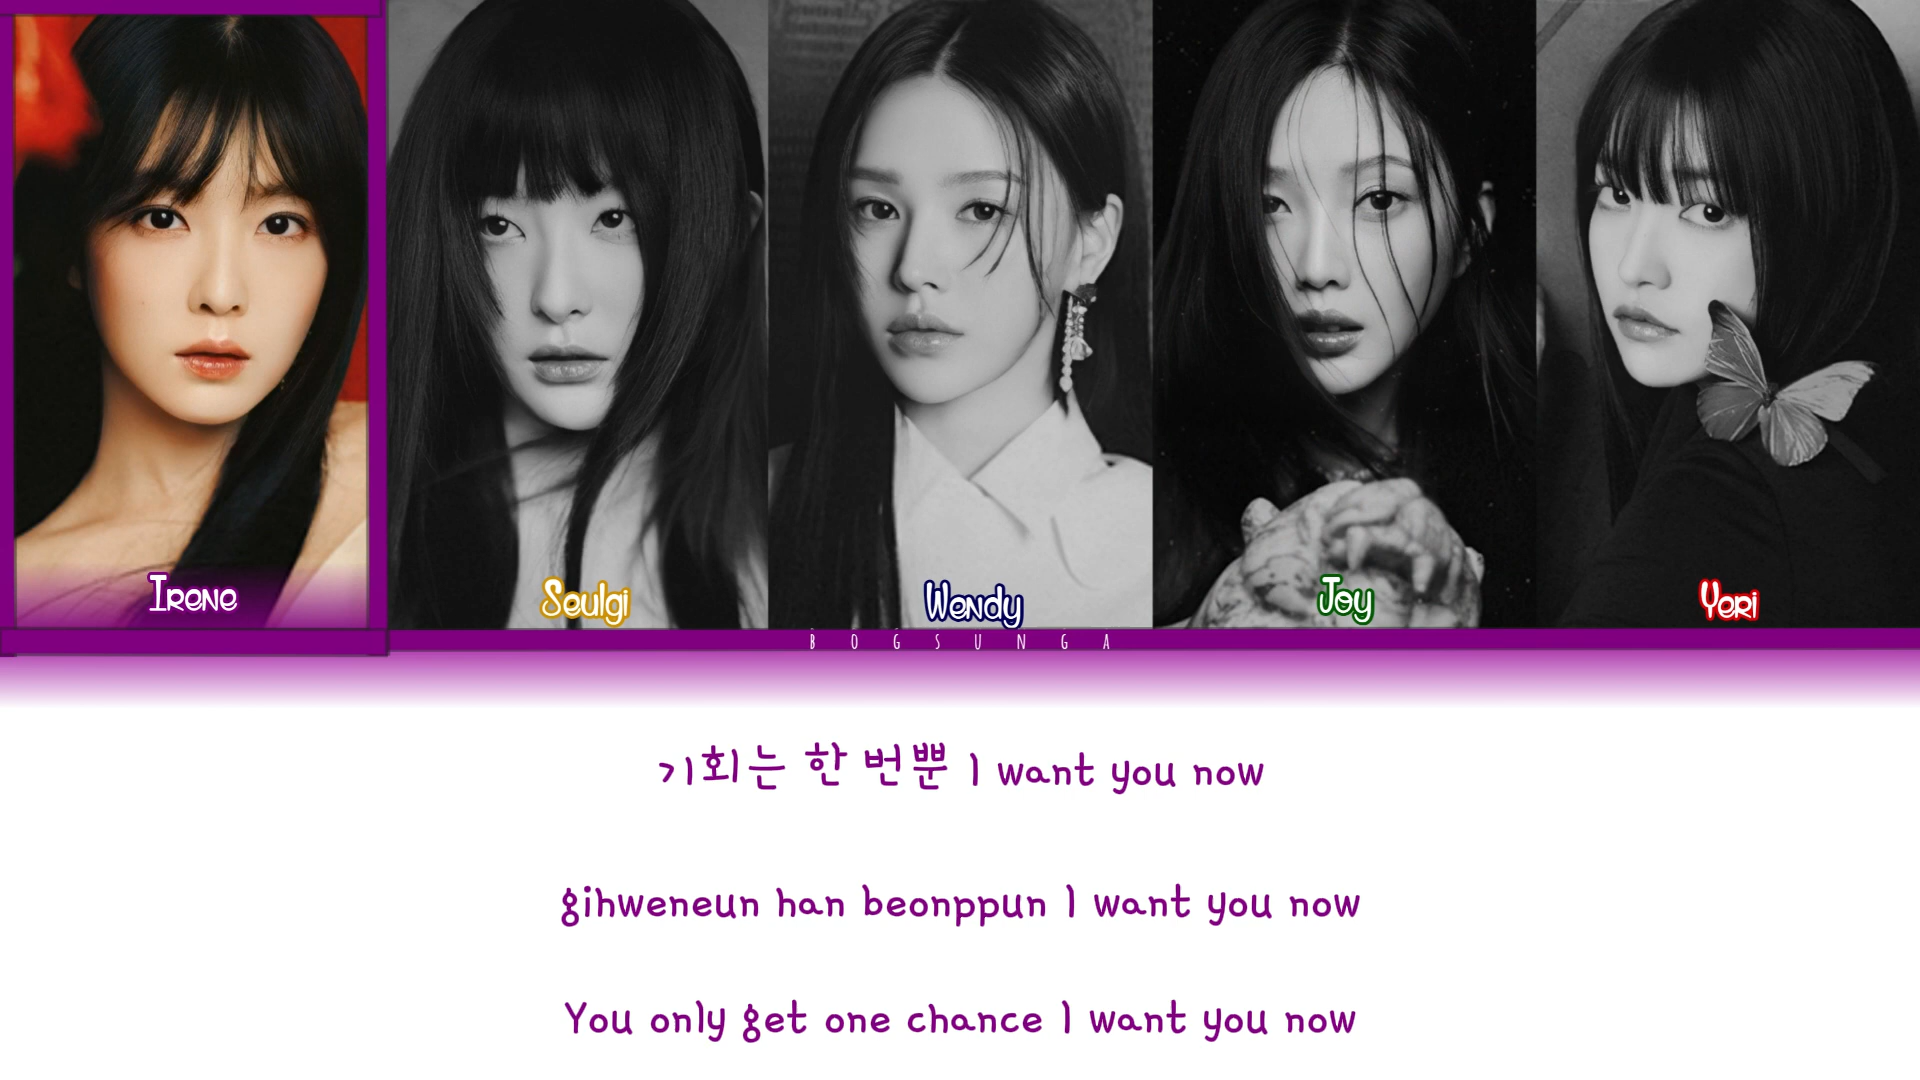 Irene
Seulgi
Wendy
Joy
Yeri
BOGSUNGA
기회는 한 번뿐 I want you now
gihweneun han beonppun I want you now
You only get one chance I want you now